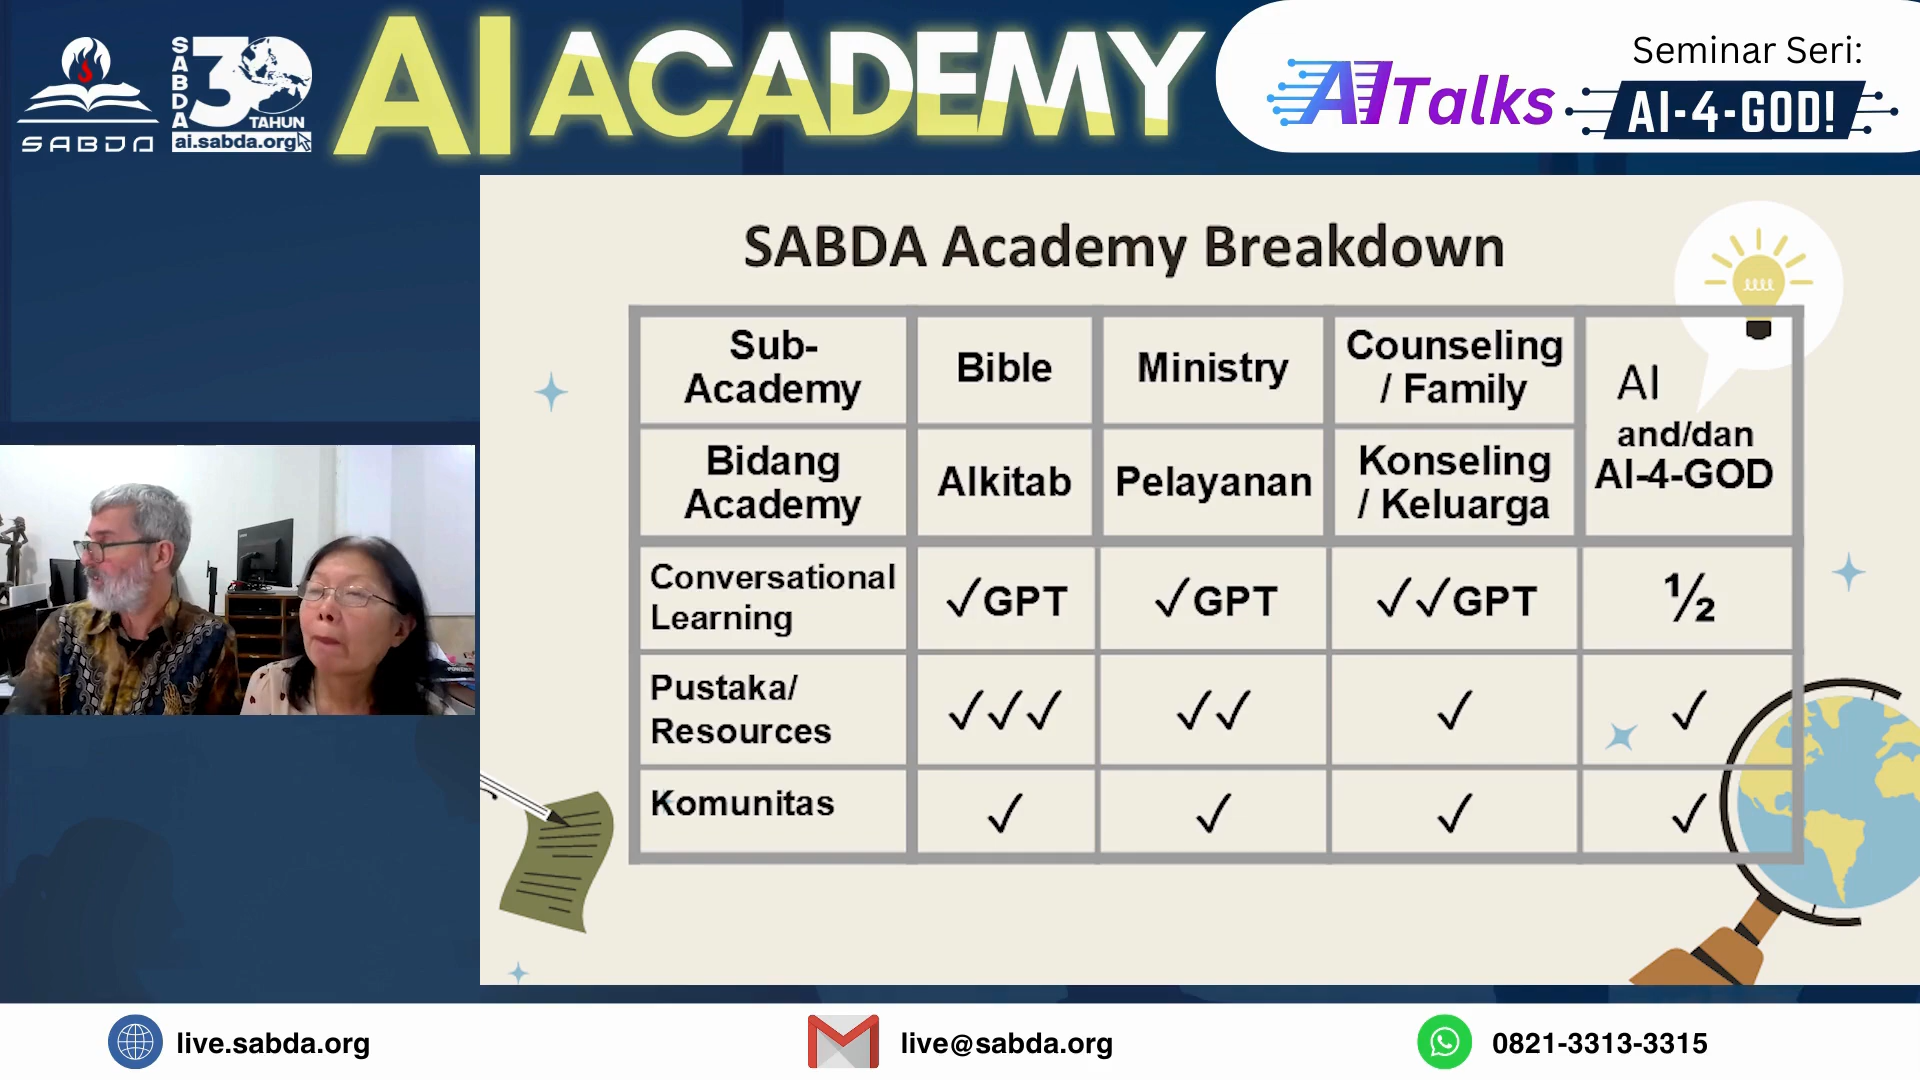 SABDA
SABDA
30
TAHUN
ai.sabda.org
AI ACADEMY
AI Talks
Seminar Seri:
AI-4-GOD!
SABDA Academy Breakdown
Sub-
Academy
Bible
Ministry
Counseling
/ Family
AI
and/dan
AI-4-GOD
Bidang
Academy
Alkitab
Pelayanan
Konseling
/ Keluarga
Conversational
Learning
✓GPT
✓GPT
✓✓GPT
½
Pustaka/
Resources
✓✓✓
✓✓
✓
✓
Komunitas
✓
✓
✓
✓
live.sabda.org
live@sabda.org
0821-3313-3315